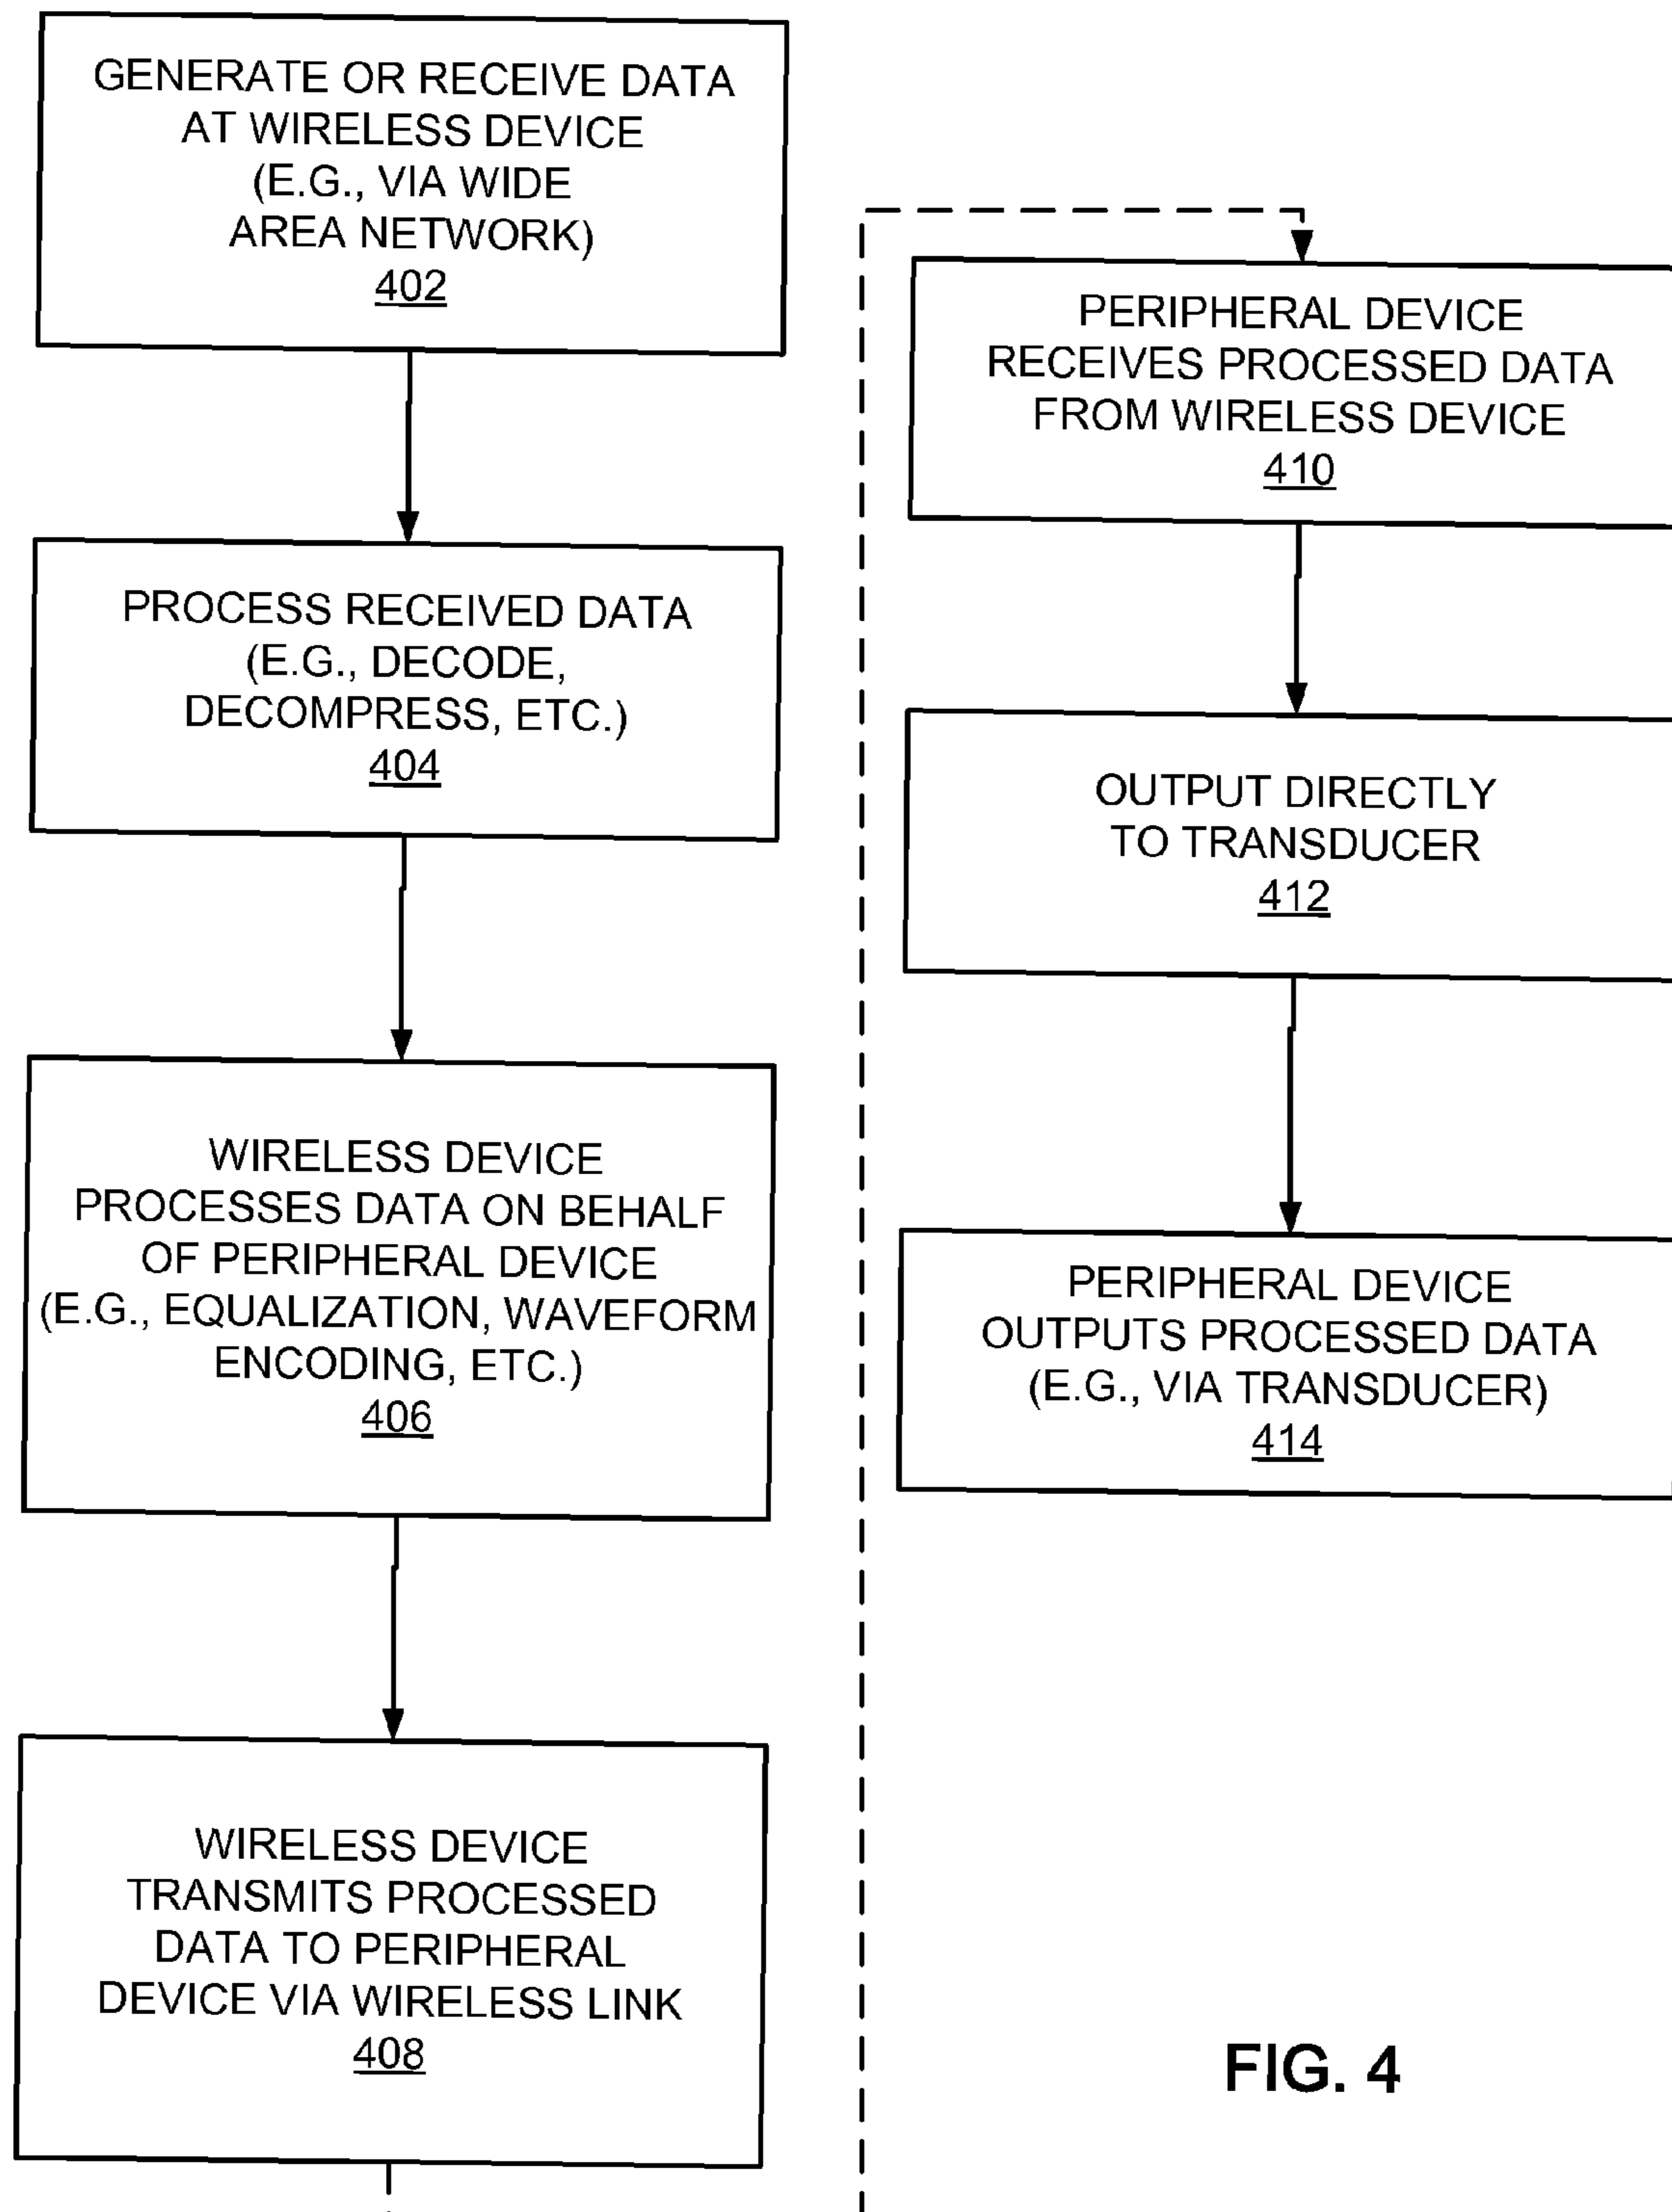 GENERATE OR RECEIVE DATA
AT WIRELESS DEVICE
(E.G., VIA WIDE
AREA NETWORK)
402
PROCESS RECEIVED DATA
(E.G., DECODE,
DECOMPRESS, ETC.)
404
WIRELESS DEVICE
PROCESSES DATA ON BEHALF
OF PERIPHERAL DEVICE
(E.G., EQUALIZATION, WAVEFORM
ENCODING, ETC.)
406
WIRELESS DEVICE
TRANSMITS PROCESSED
DATA TO PERIPHERAL
DEVICE VIA WIRELESS LINK
408
PERIPHERAL DEVICE
RECEIVES PROCESSED DATA
FROM WIRELESS DEVICE
410
OUTPUT DIRECTLY
TO TRANSDUCER
412
PERIPHERAL DEVICE
OUTPUTS PROCESSED DATA
(E.G., VIA TRANSDUCER)
414
FIG. 4